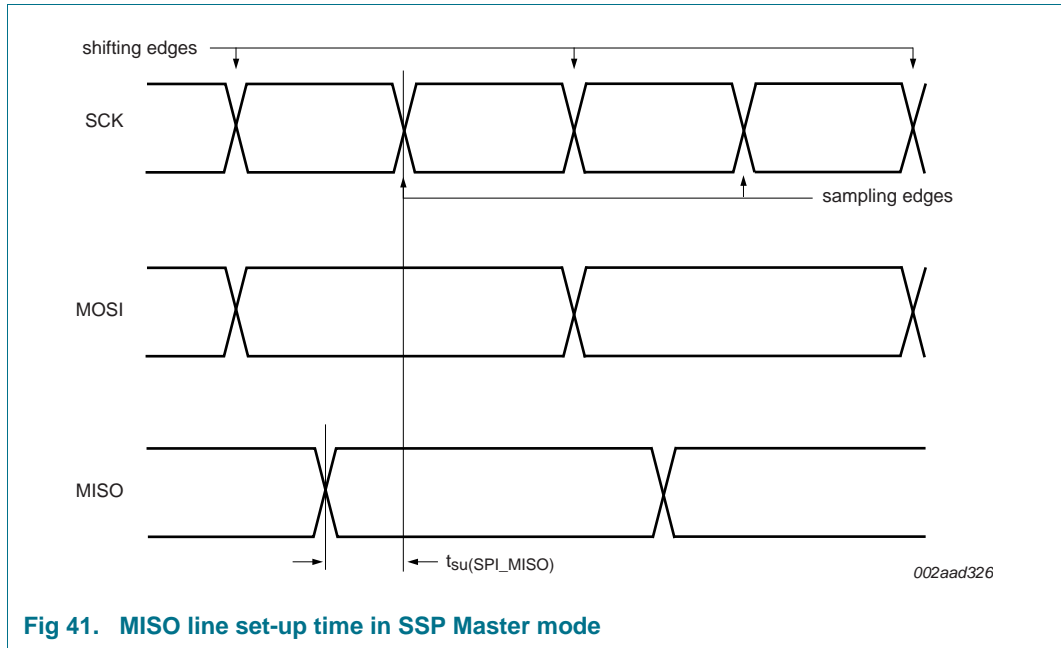 shifting edges
SCK
sampling edges
MOSI
MISO
tsu(SPI_MISO)
002aad326
Fig 41. MISO line set-up time in SSP Master mode